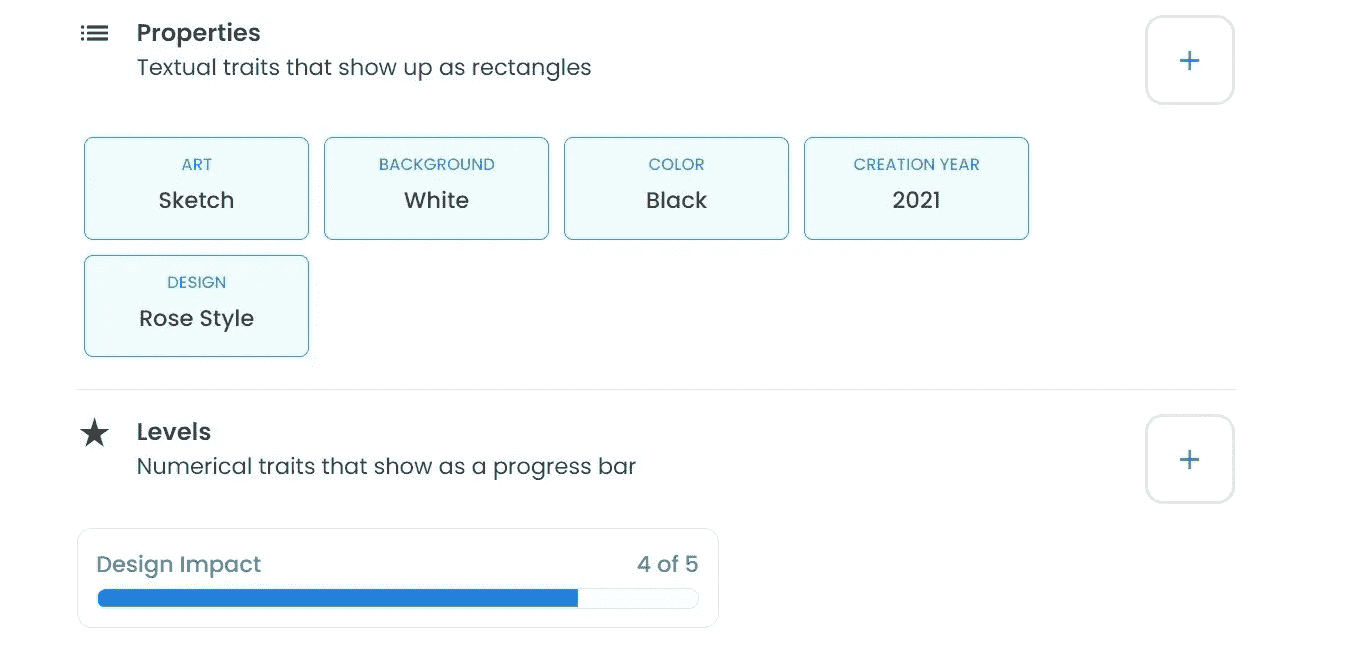 Properties
Textual traits that show up as rectangles
+
ART
Sketch
BACKGROUND
White
COLOR
Black
CREATION YEAR
2021
DESIGN
Rose Style
Levels
Numerical traits that show as a progress bar
+
Design Impact
4 of 5